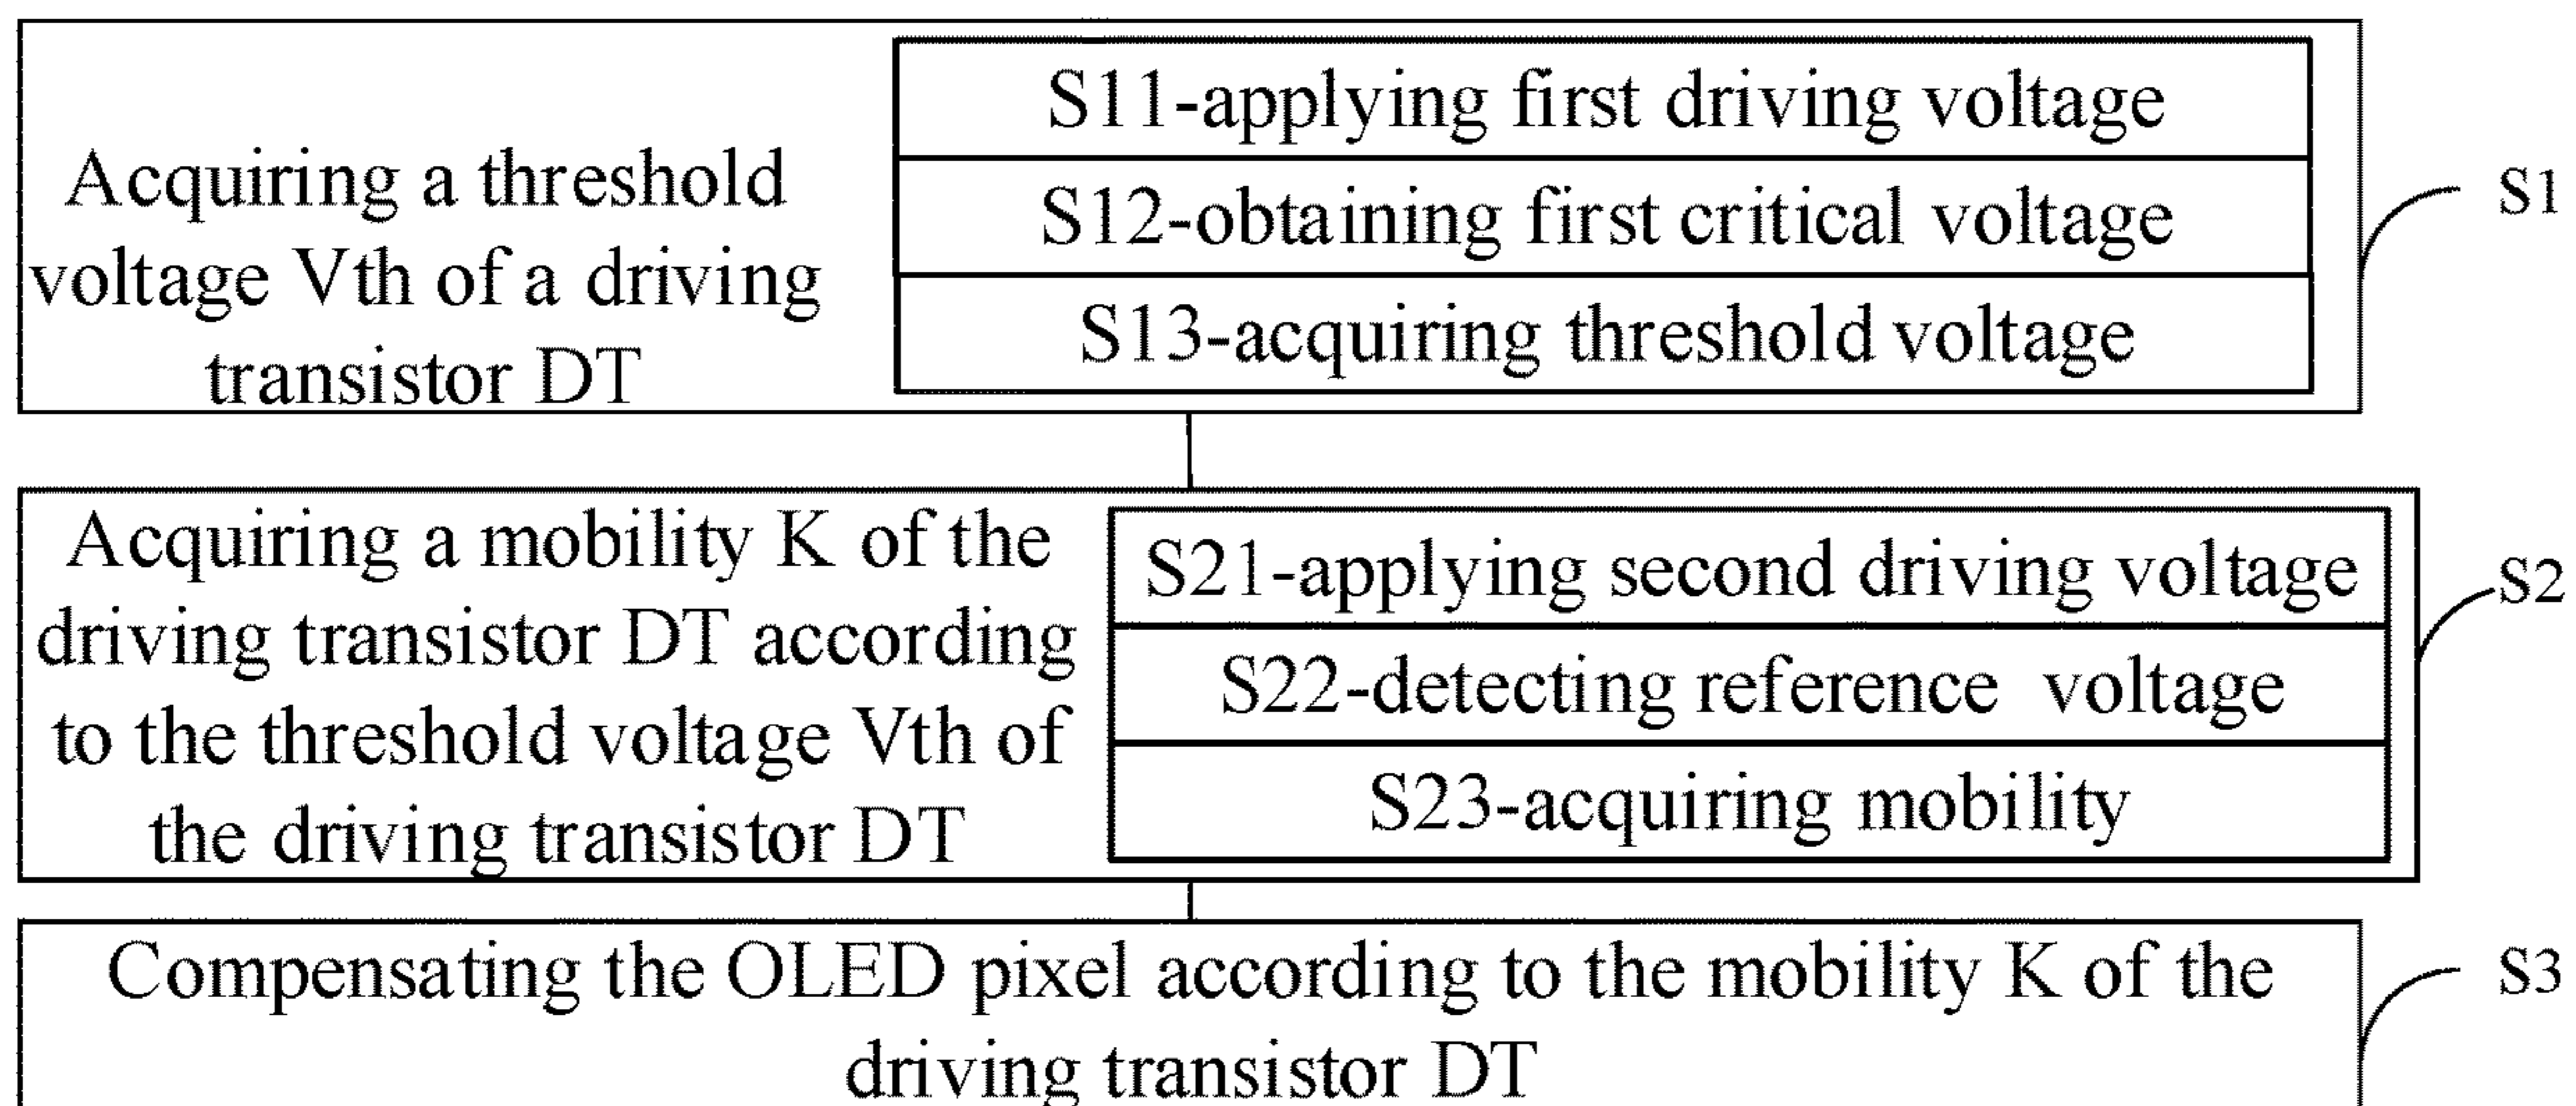 Acquiring a threshold
voltage Vth of a driving
transistor DT
S11-applying first driving voltage
S12-obtaining first critical voltage
S13-acquiring threshold voltage
S1
Acquiring a mobility K of the
driving transistor DT according
to the threshold voltage Vth of
the driving transistor DT
S21-applying second driving voltage
S22-detecting reference voltage
S23-acquiring mobility
S2
Compensating the OLED pixel according to the mobility K of the
driving transistor DT
S3